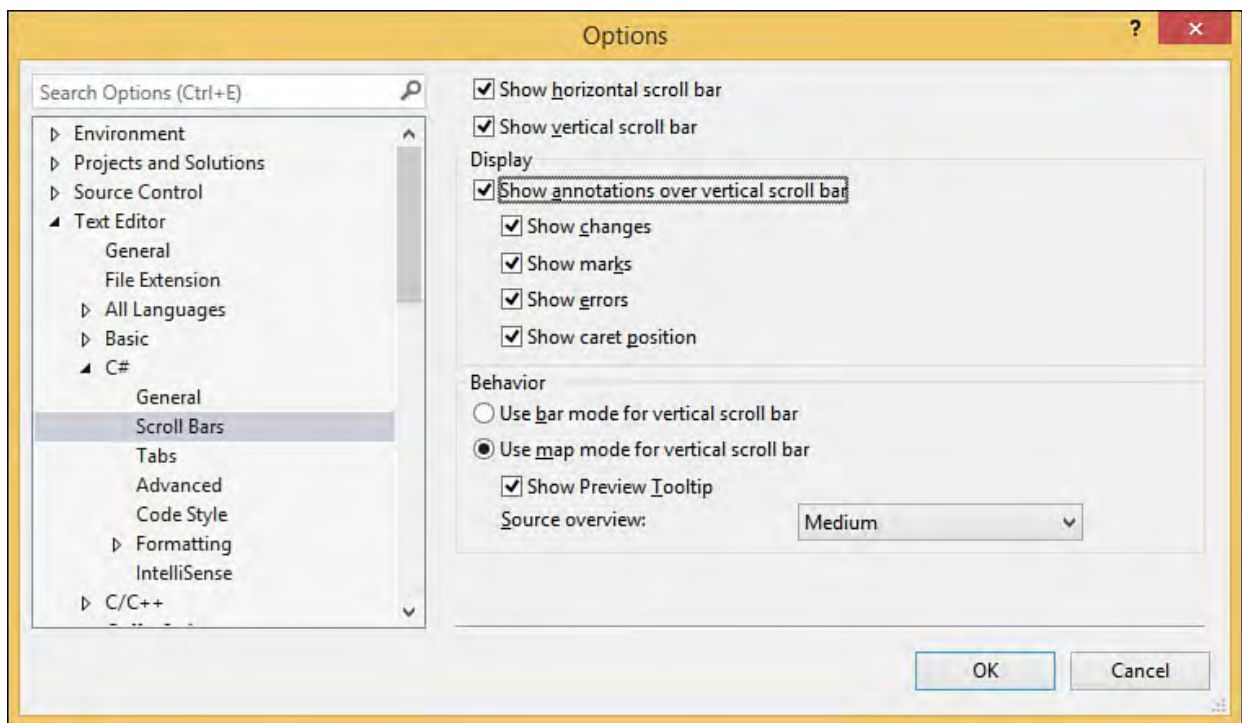 Options
?
Search Options (Ctrl+E)
Environment
Projects and Solutions
Source Control
Text Editor
General
File Extension
All Languages
Basic
C#
General
Scroll Bars
Tabs
Advanced
Code Style
Formatting
IntelliSense
C/C++
Show horizontal scroll bar
Show vertical scroll bar
Display
Show annotations over vertical scroll bar
Show changes
Show marks
Show errors
Show caret position
Behavior
Use bar mode for vertical scroll bar
Use map mode for vertical scroll bar
Show Preview Tooltip
Source overview: Medium
OK Cancel